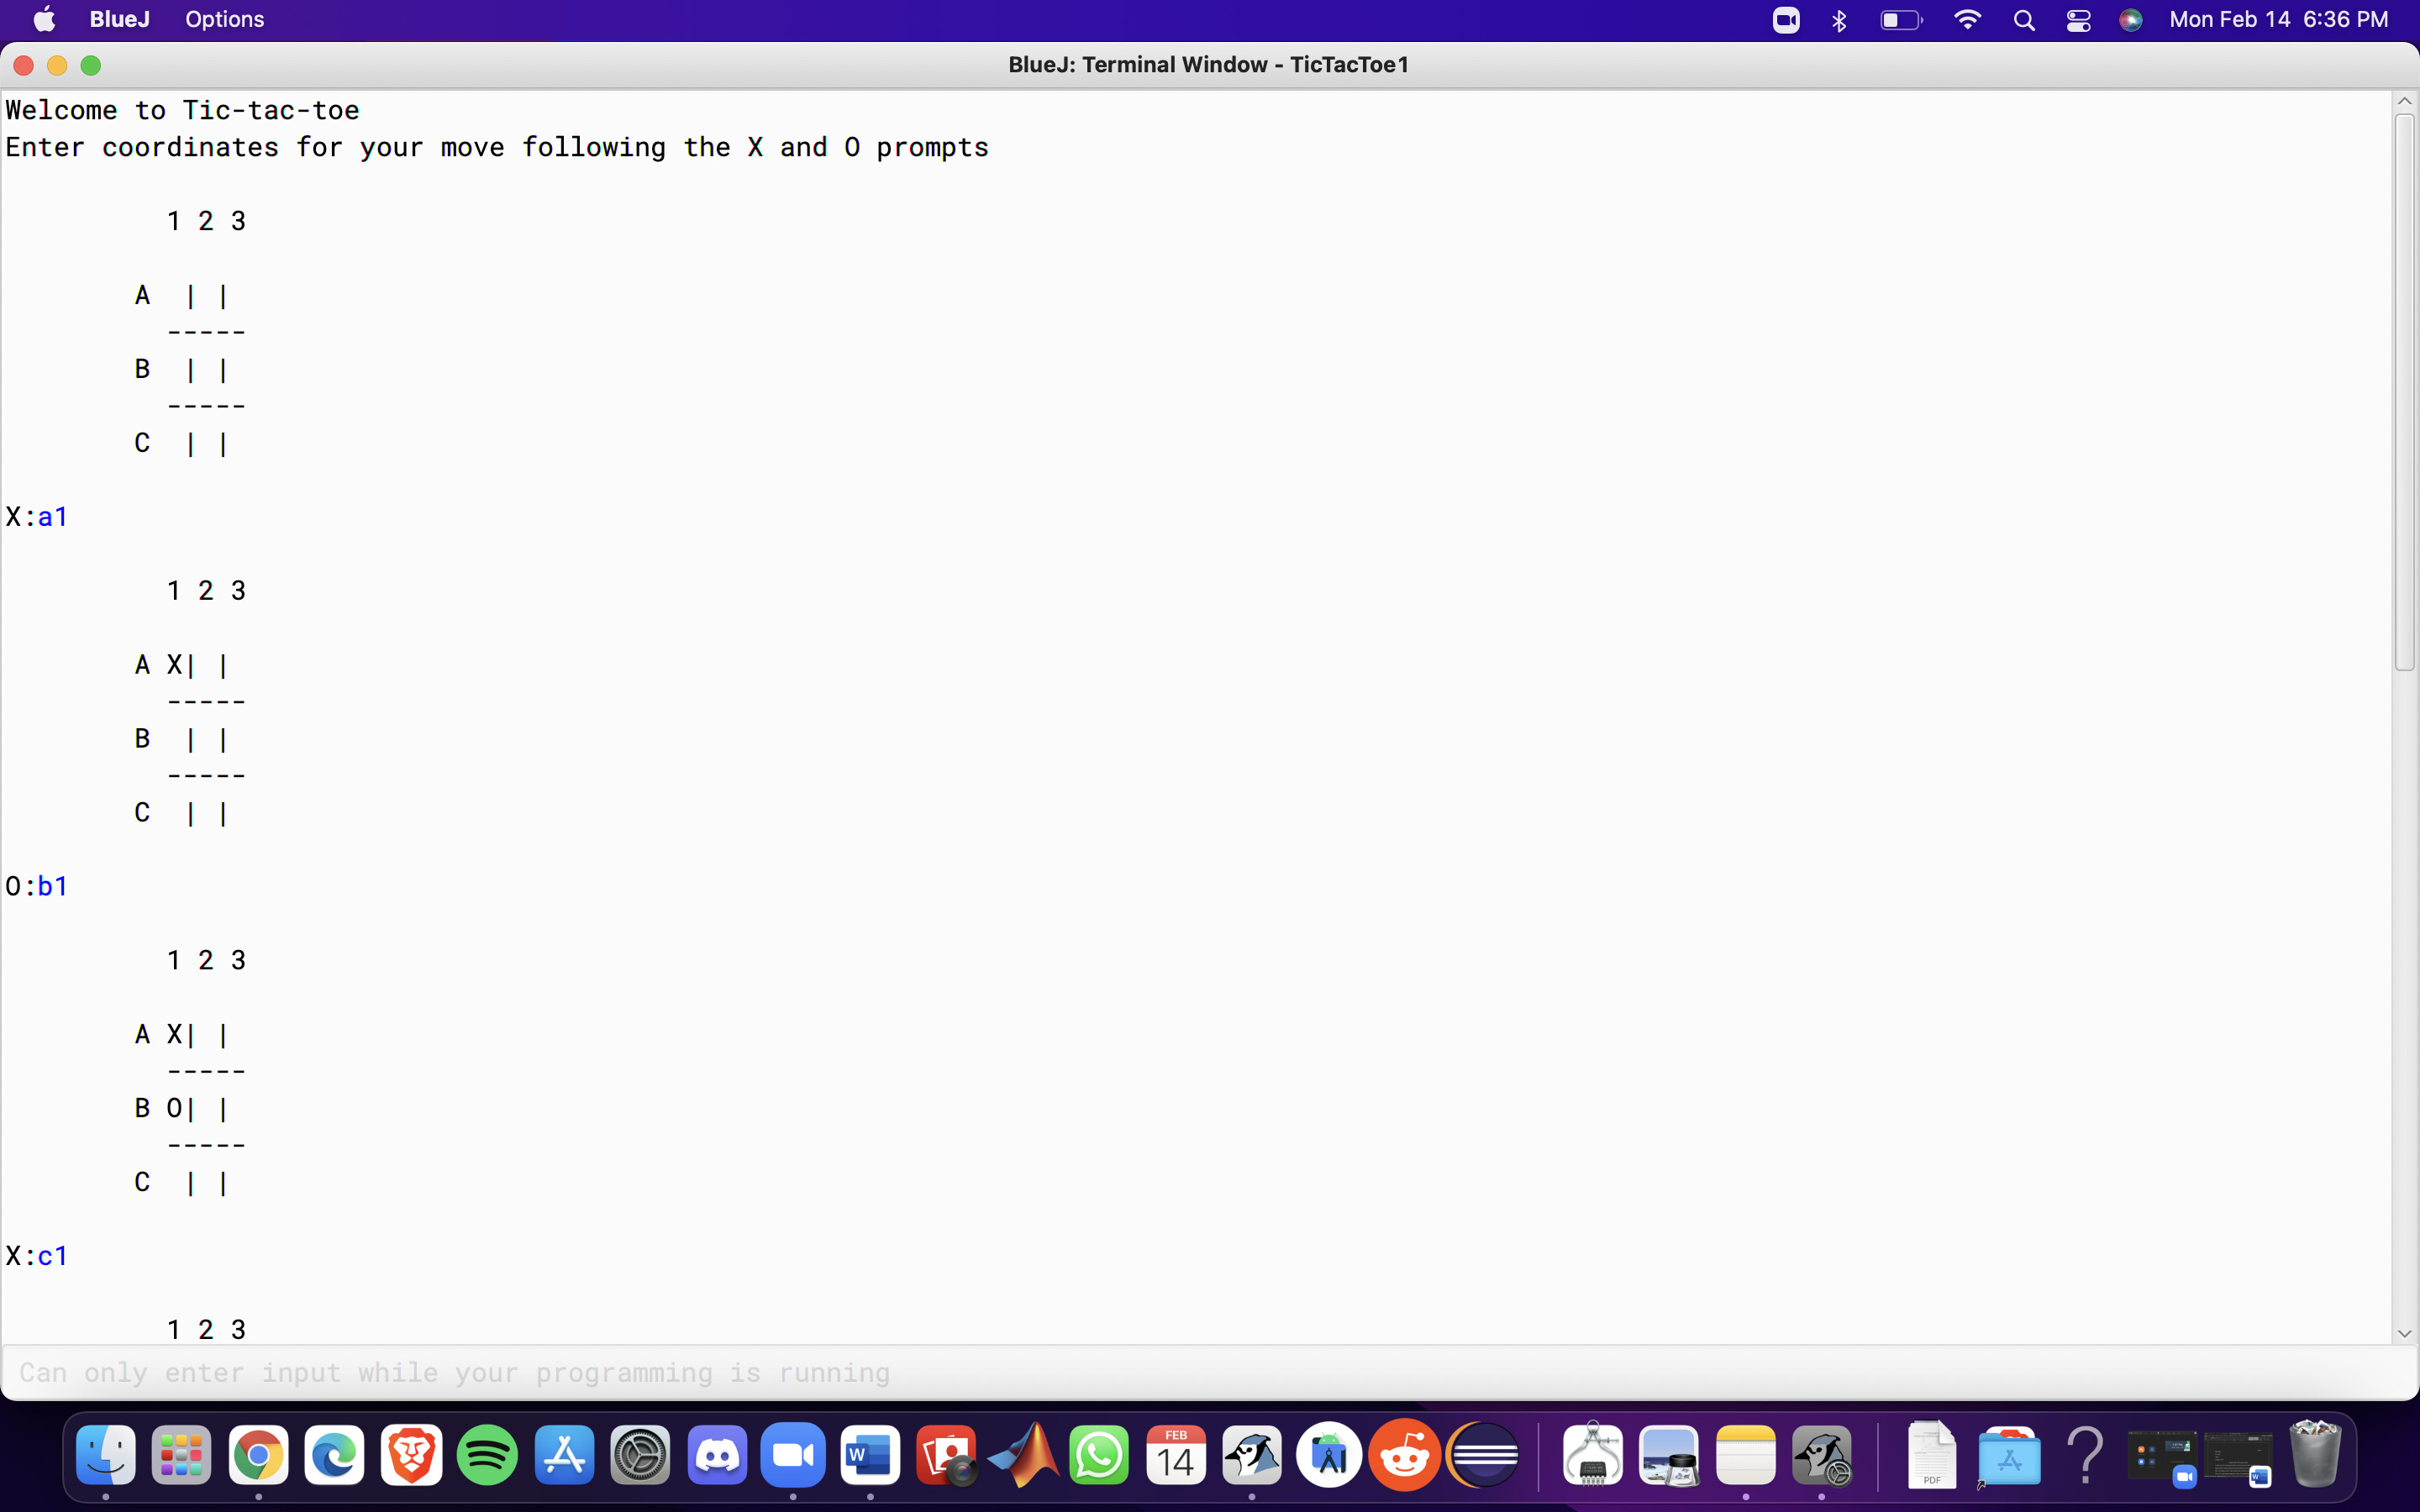 BlueJ Options Mon Feb 14 6:36 PM
BlueJ: Terminal Window - TicTacToe1
Welcome to Tic-tac-toe
Enter coordinates for your move following the X and O prompts
1 2 3
A | |
-----
B | |
-----
C | |
X:a1
1 2 3
A X| |
-----
B | |
-----
C | |
O:b1
1 2 3
A X| |
-----
B O| |
-----
C | |
X:c1
1 2 3
Can only enter input while your programming is running
W FEB
14
PDF
W